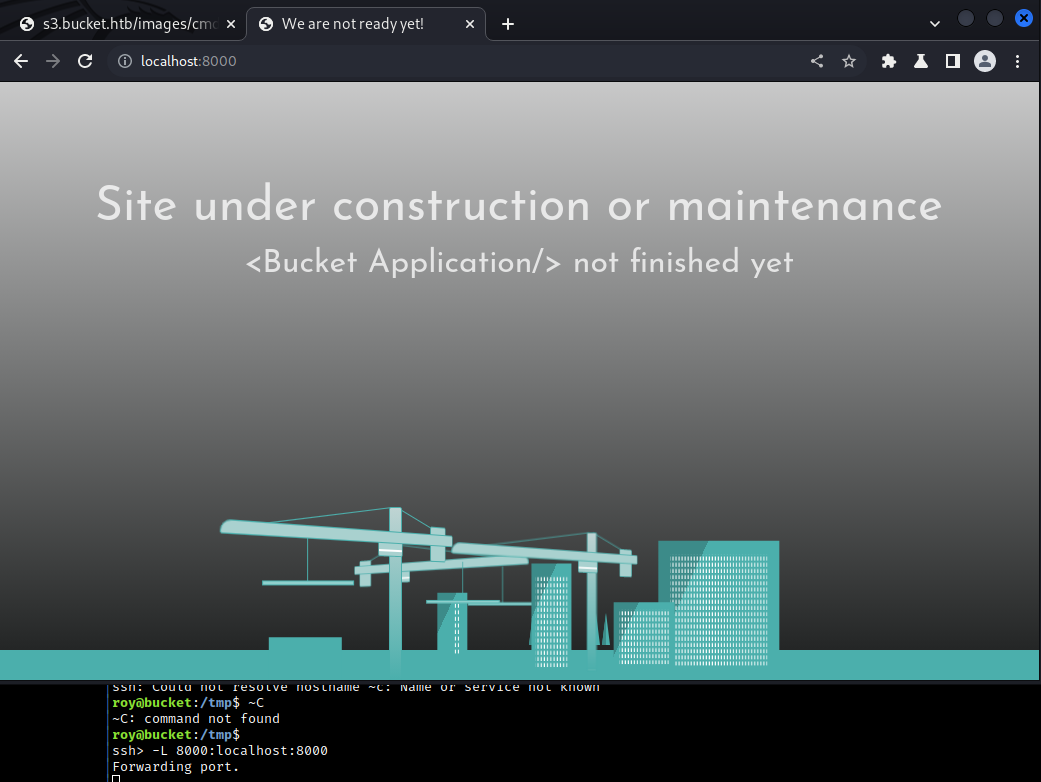 s3.bucket.htb/images/cmd
We are not ready yet!
localhost:8000
Site under construction or maintenance
<Bucket Application/> not finished yet
ssh: Could not resolve hostname ~c: Name or service not known
roy@bucket:/tmp$ ~C
~C: command not found
roy@bucket:/tmp$
ssh> -L 8000:localhost:8000
Forwarding port.